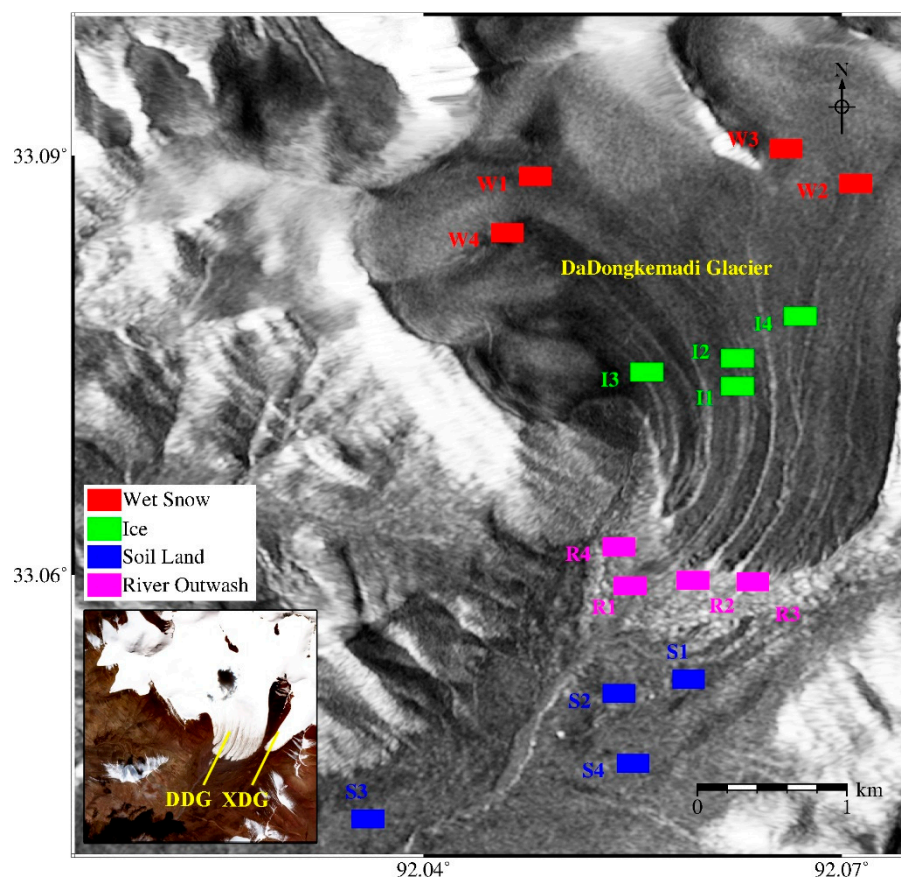 N
W3
33.09
W1
W2
W4
DaDongkemadi Glacier
I4
I2
I3
I1
Wet Snow
Ice
Soil Land
River Outwash
R4
33.06
R1
R2
R3
S1
S2
S4
DDG XDG
S3
km
0 1
92.04° 92.07°